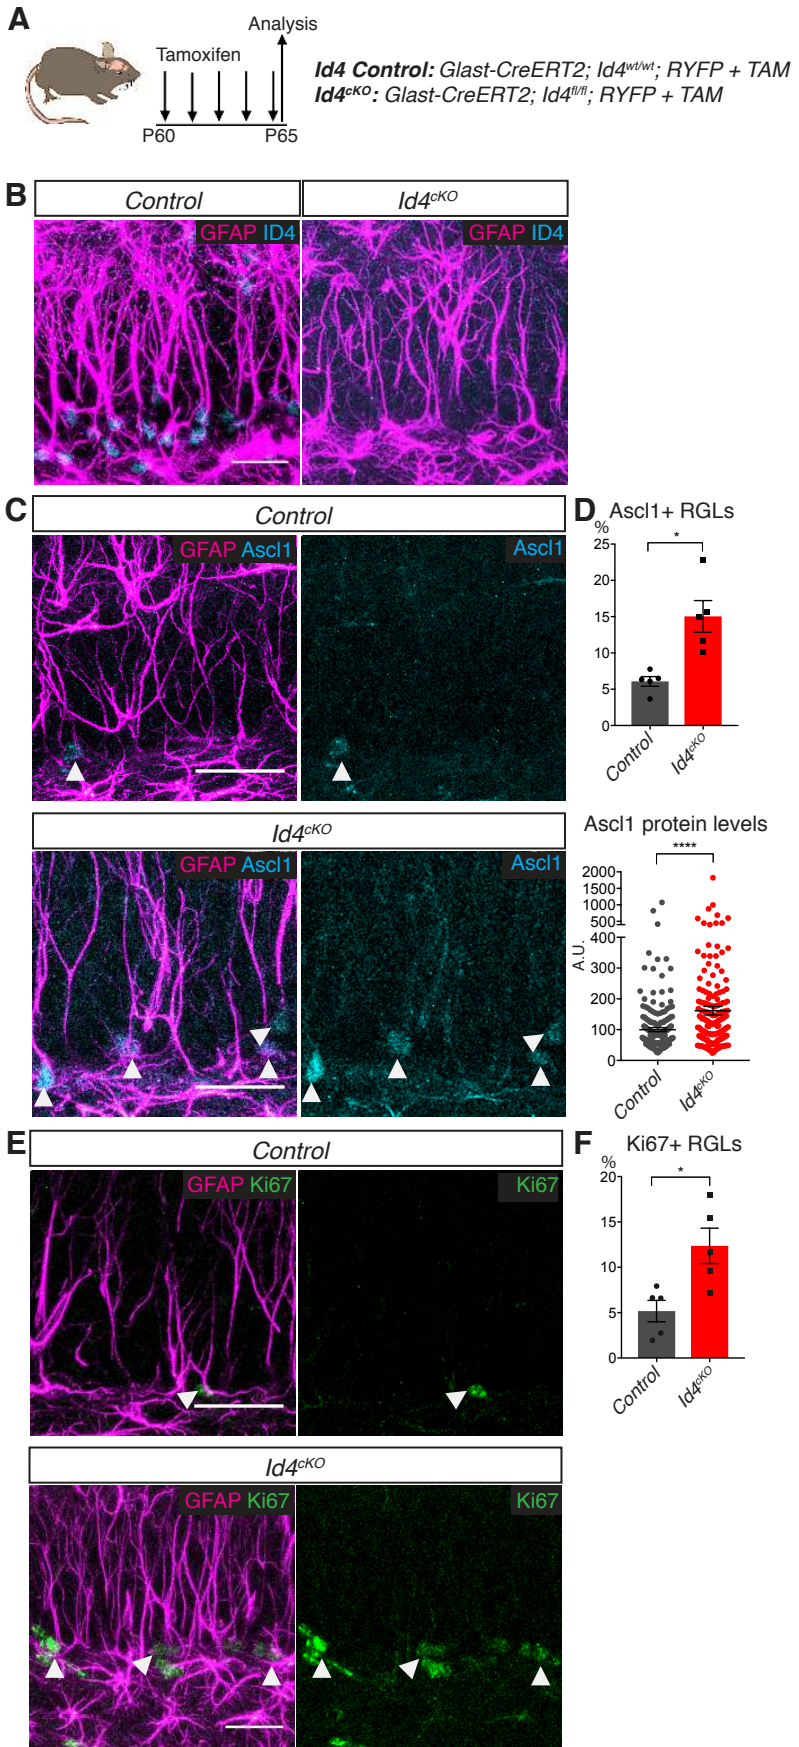 A
Analysis
Tamoxifen
P60
P65
Id4 Control: Glast-CreERT2; Id4wt/wt; RYFP + TAM
Id4cKO: Glast-CreERT2; Id4fl/fl; RYFP + TAM
B
Control
Id4cKO
GFAP ID4
GFAP ID4
C
Control
GFAP Ascl1
Ascl1
Id4cKO
GFAP Ascl1
Ascl1
D
Ascl1+ RGLs
%
25
20
15
10
5
0
*
Control
Id4cKO
Ascl1 protein levels
****
2000
1500
1000
500
400
300
200
100
0
A.U.
Control
Id4cKO
E
Control
GFAP Ki67
Ki67
Id4cKO
GFAP Ki67
Ki67
F
Ki67+ RGLs
%
20
15
10
5
0
*
Control
Id4cKO